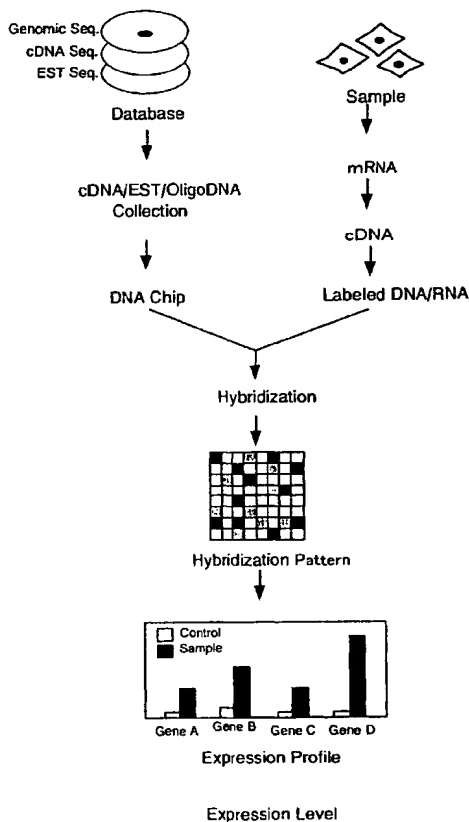 Genomic Seq.
cDNA Seq.
EST Seq.
Database
cDNA/EST/OligoDNA
Collection
DNA Chip
Sample
mRNA
cDNA
Labeled DNA/RNA
Hybridization
Hybridization Pattern
Control
Sample
Gene A Gene B Gene C Gene D
Expression Profile
Expression Level